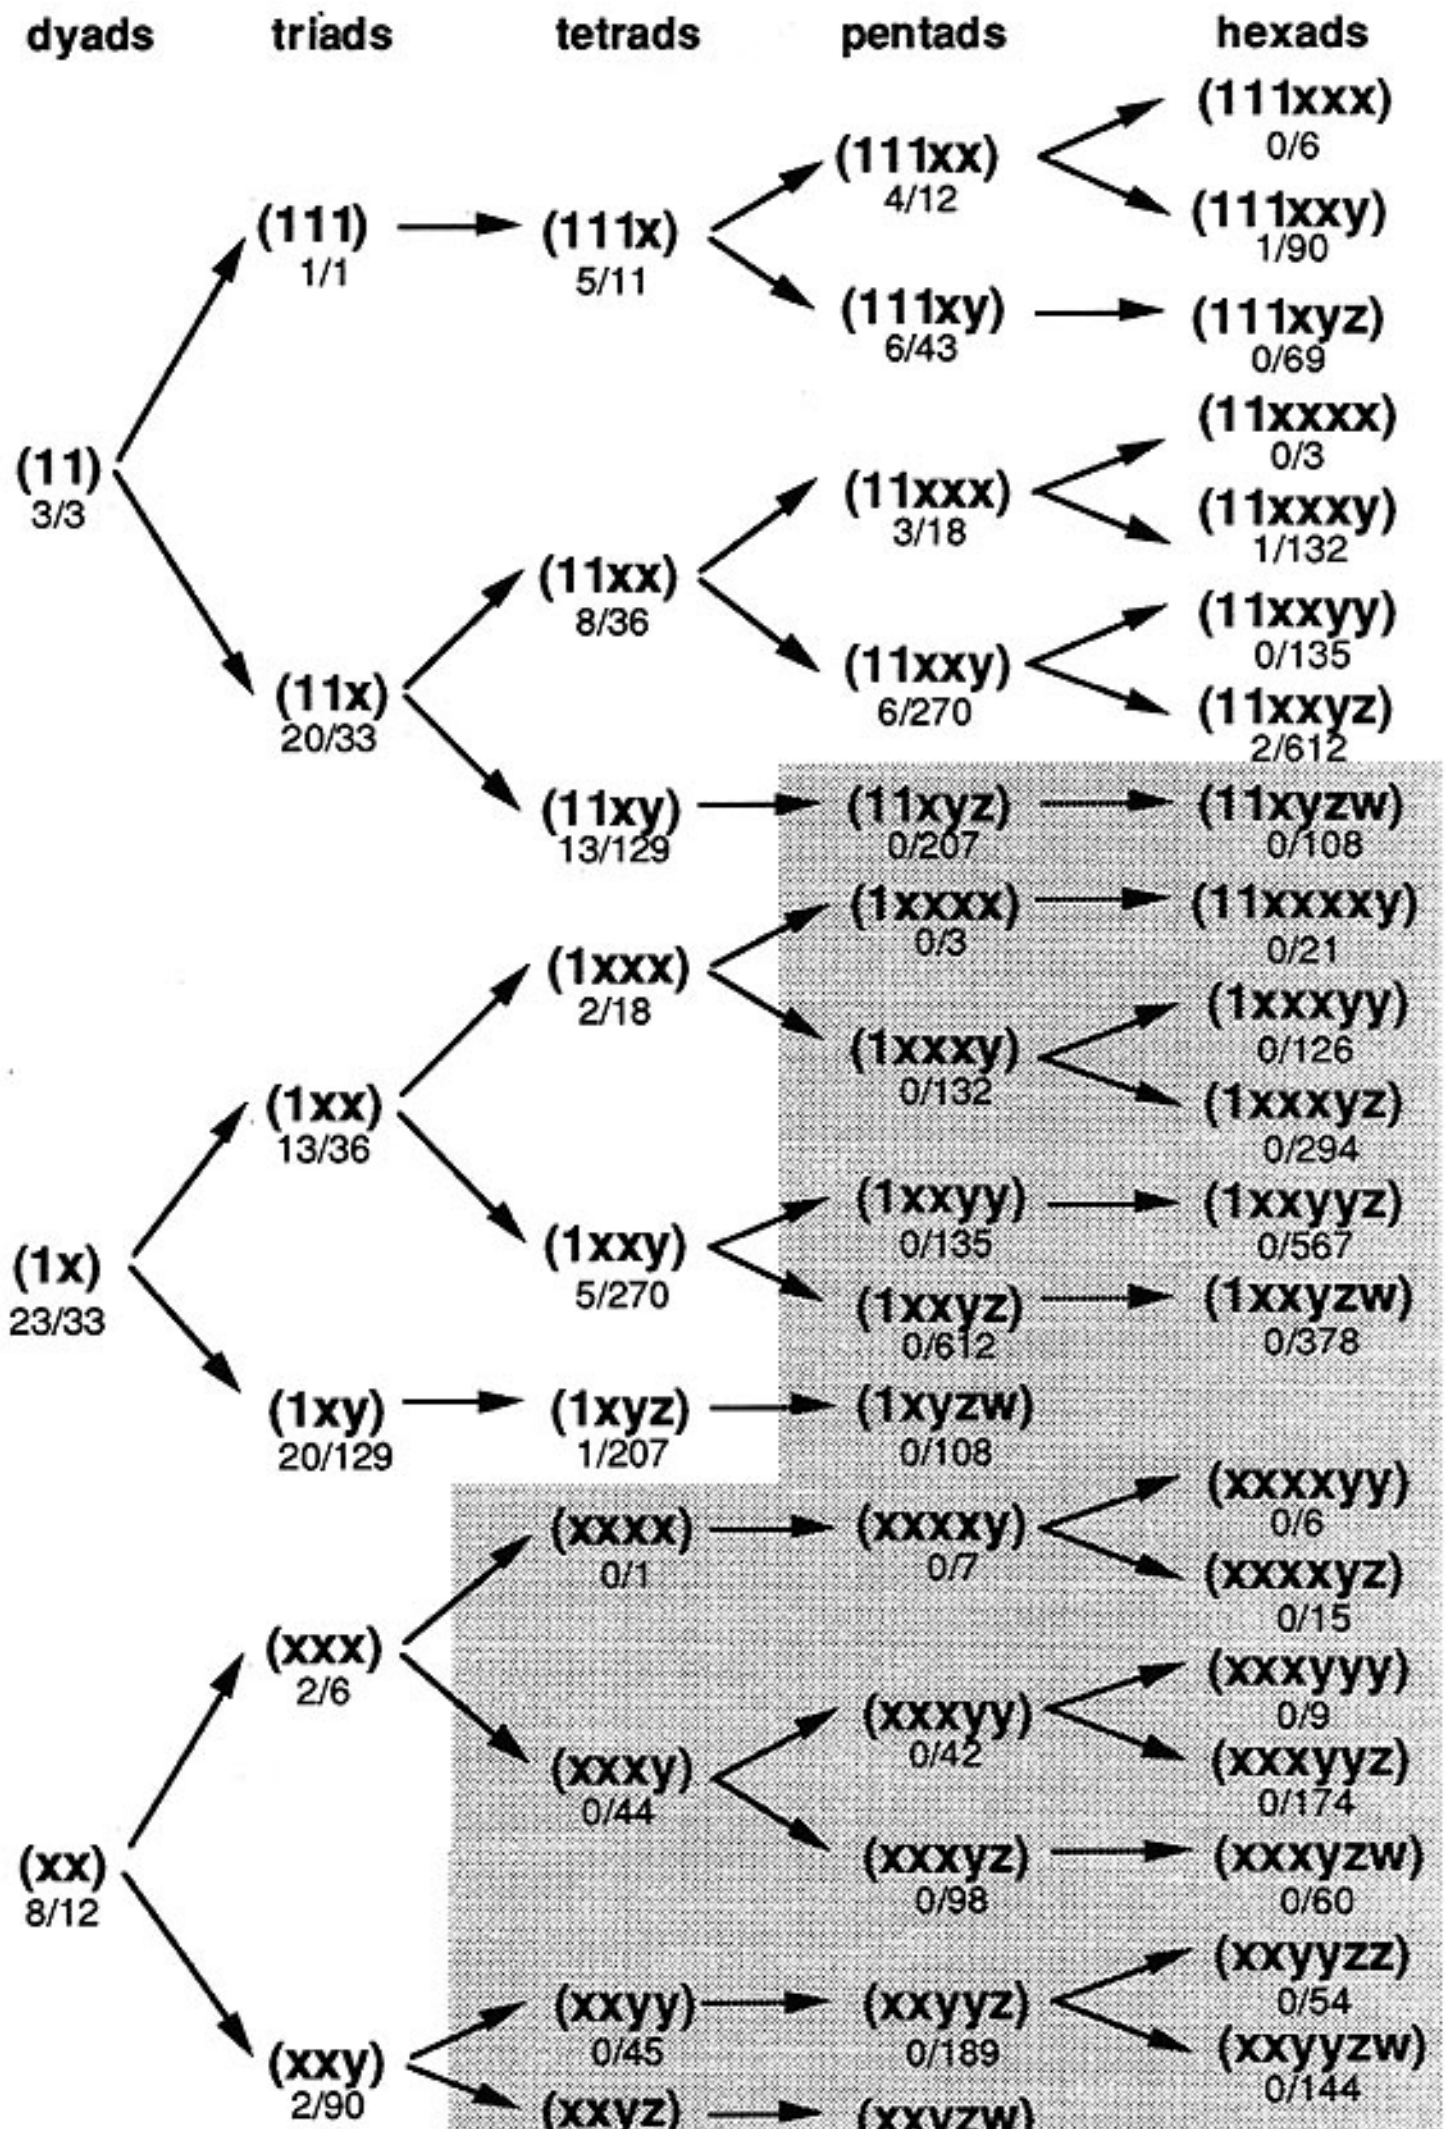 dyads triads tetrads pentads hexads
(111xxx)
0/6
(111xx)
4/12
(111xxy)
1/90
(111)
1/1
(111x)
5/11
(111xy)
6/43
(111xyz)
0/69
(11xxxx)
0/3
(11)
3/3
(11xxx)
3/18
(11xxxy)
1/132
(11xx)
8/36
(11xxyy)
0/135
(11xxy)
6/270
(11x)
20/33
(11xxyz)
2/612
(11xy)
13/129
(11xyz)
0/207
(11xyzw)
0/108
(1xxxx)
0/3
(11xxxxy)
0/21
(1xxx)
2/18
(1xxxyy)
0/126
(1xxxy)
0/132
(1xx)
13/36
(1xxxyz)
0/294
(1xxyy)
0/135
(1xxyyz)
0/567
(1x)
23/33
(1xxy)
5/270
(1xxyz)
0/612
(1xxyzw)
0/378
(1xy)
20/129
(1xyz)
1/207
(1xyzw)
0/108
(xxxxyy)
0/6
(xxxx)
0/1
(xxxxy)
0/7
(xxxxyz)
0/15
(xxx)
2/6
(xxxyyy)
0/9
(xxxyy)
0/42
(xxxy)
0/44
(xxxyyz)
0/174
(xx)
8/12
(xxxyz)
0/98
(xxxyzw)
0/60
(xxyyzz)
0/54
(xxyy)
0/45
(xxyyz)
0/189
(xxy)
2/90
(xxyyzw)
0/144
(xxyz) (xxyzw)